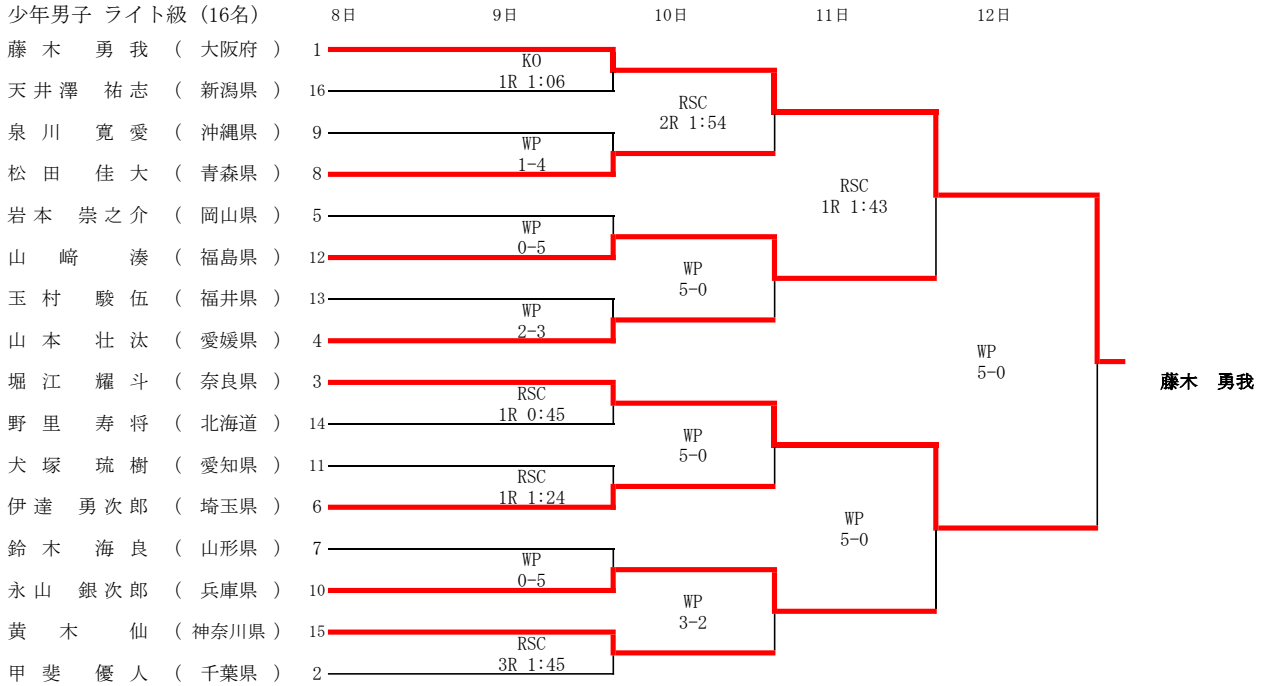 少年男子 ライト級 (16名) 8日 9日 10日 11日 12日
藤木 勇我 ( 大阪府 ) 1
KO
1R 1:06
天井澤 祐志 ( 新潟県 ) 16
RSC
2R 1:54
泉川 寛愛 ( 沖縄県 ) 9
WP
1-4
松田 佳大 ( 青森県 ) 8
RSC
1R 1:43
岩本 崇之介 ( 岡山県 ) 5
WP
0-5
山﨑 湊 ( 福島県 ) 12
WP
5-0
玉村 駿伍 ( 福井県 ) 13
WP
2-3
山本 壮汰 ( 愛媛県 ) 4
WP
5-0
藤木 勇我
堀江 耀斗 ( 奈良県 ) 3
RSC
1R 0:45
野里 寿将 ( 北海道 ) 14
WP
5-0
犬塚 琉樹 ( 愛知県 ) 11
RSC
1R 1:24
伊達 勇次郎 ( 埼玉県 ) 6
WP
5-0
鈴木 海良 ( 山形県 ) 7
WP
0-5
永山 銀次郎 ( 兵庫県 ) 10
WP
3-2
黄木 仙 ( 神奈川県 ) 15
RSC
3R 1:45
甲斐 優人 ( 千葉県 ) 2